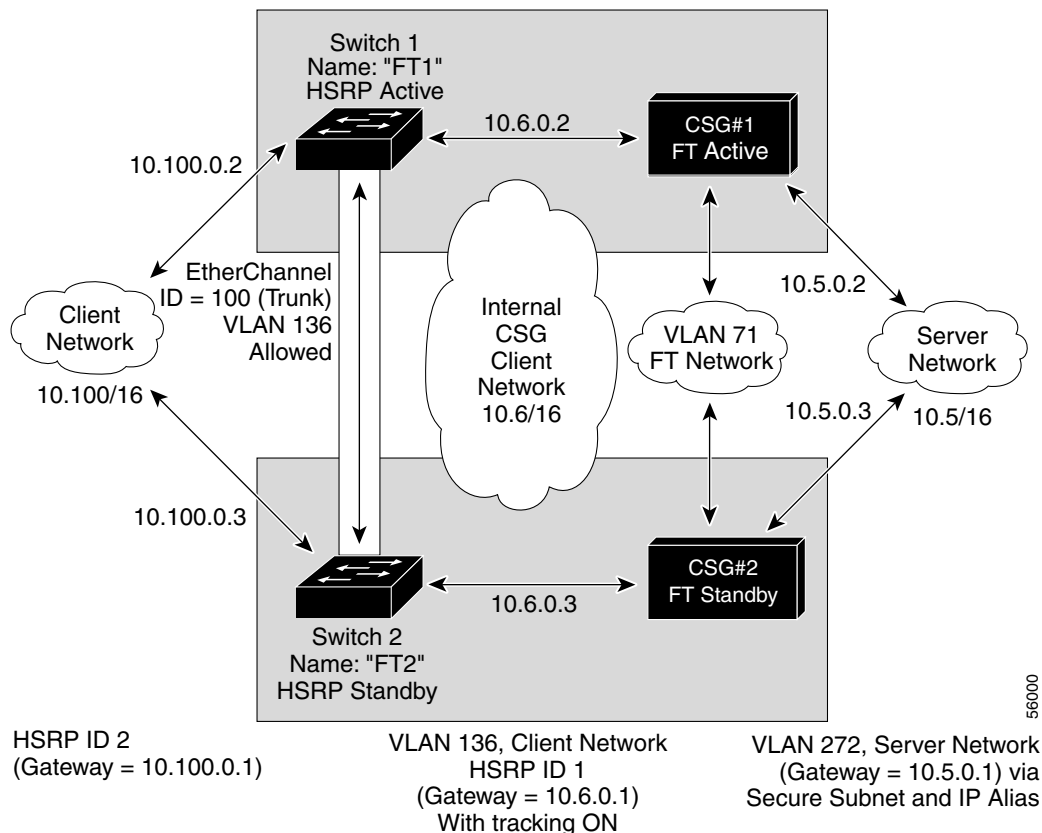 Switch 1
Name: "FT1"
HSRP Active
10.6.0.2
CSG#1
FT Active
10.100.0.2
EtherChannel
ID = 100 (Trunk)
VLAN 136
Allowed
Client
Network
10.100/16
Internal
CSG
Client
Network
10.6/16
VLAN 71
FT Network
10.5.0.2
Server
Network
10.5/16
10.5.0.3
10.100.0.3
10.6.0.3
CSG#2
FT Standby
Switch 2
Name: "FT2"
HSRP Standby
56000
HSRP ID 2
(Gateway = 10.100.0.1)
VLAN 136, Client Network
HSRP ID 1
(Gateway = 10.6.0.1)
With tracking ON
VLAN 272, Server Network
(Gateway = 10.5.0.1) via
Secure Subnet and IP Alias